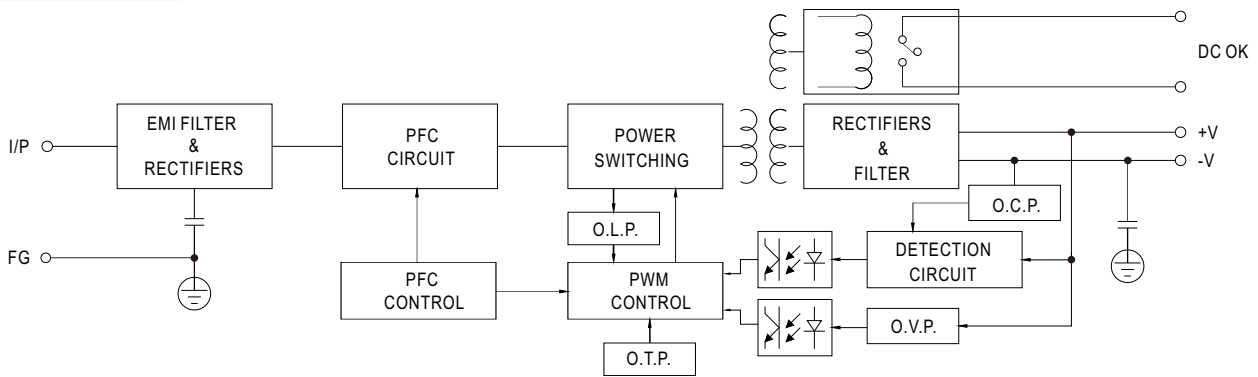 DC OK
I/P
EMI FILTER
&
RECTIFIERS
PFC
CIRCUIT
POWER
SWITCHING
RECTIFIERS
&
FILTER
+V
-V
O.C.P.
O.L.P.
FG
PFC
CONTROL
PWM
CONTROL
DETECTION
CIRCUIT
O.V.P.
O.T.P.